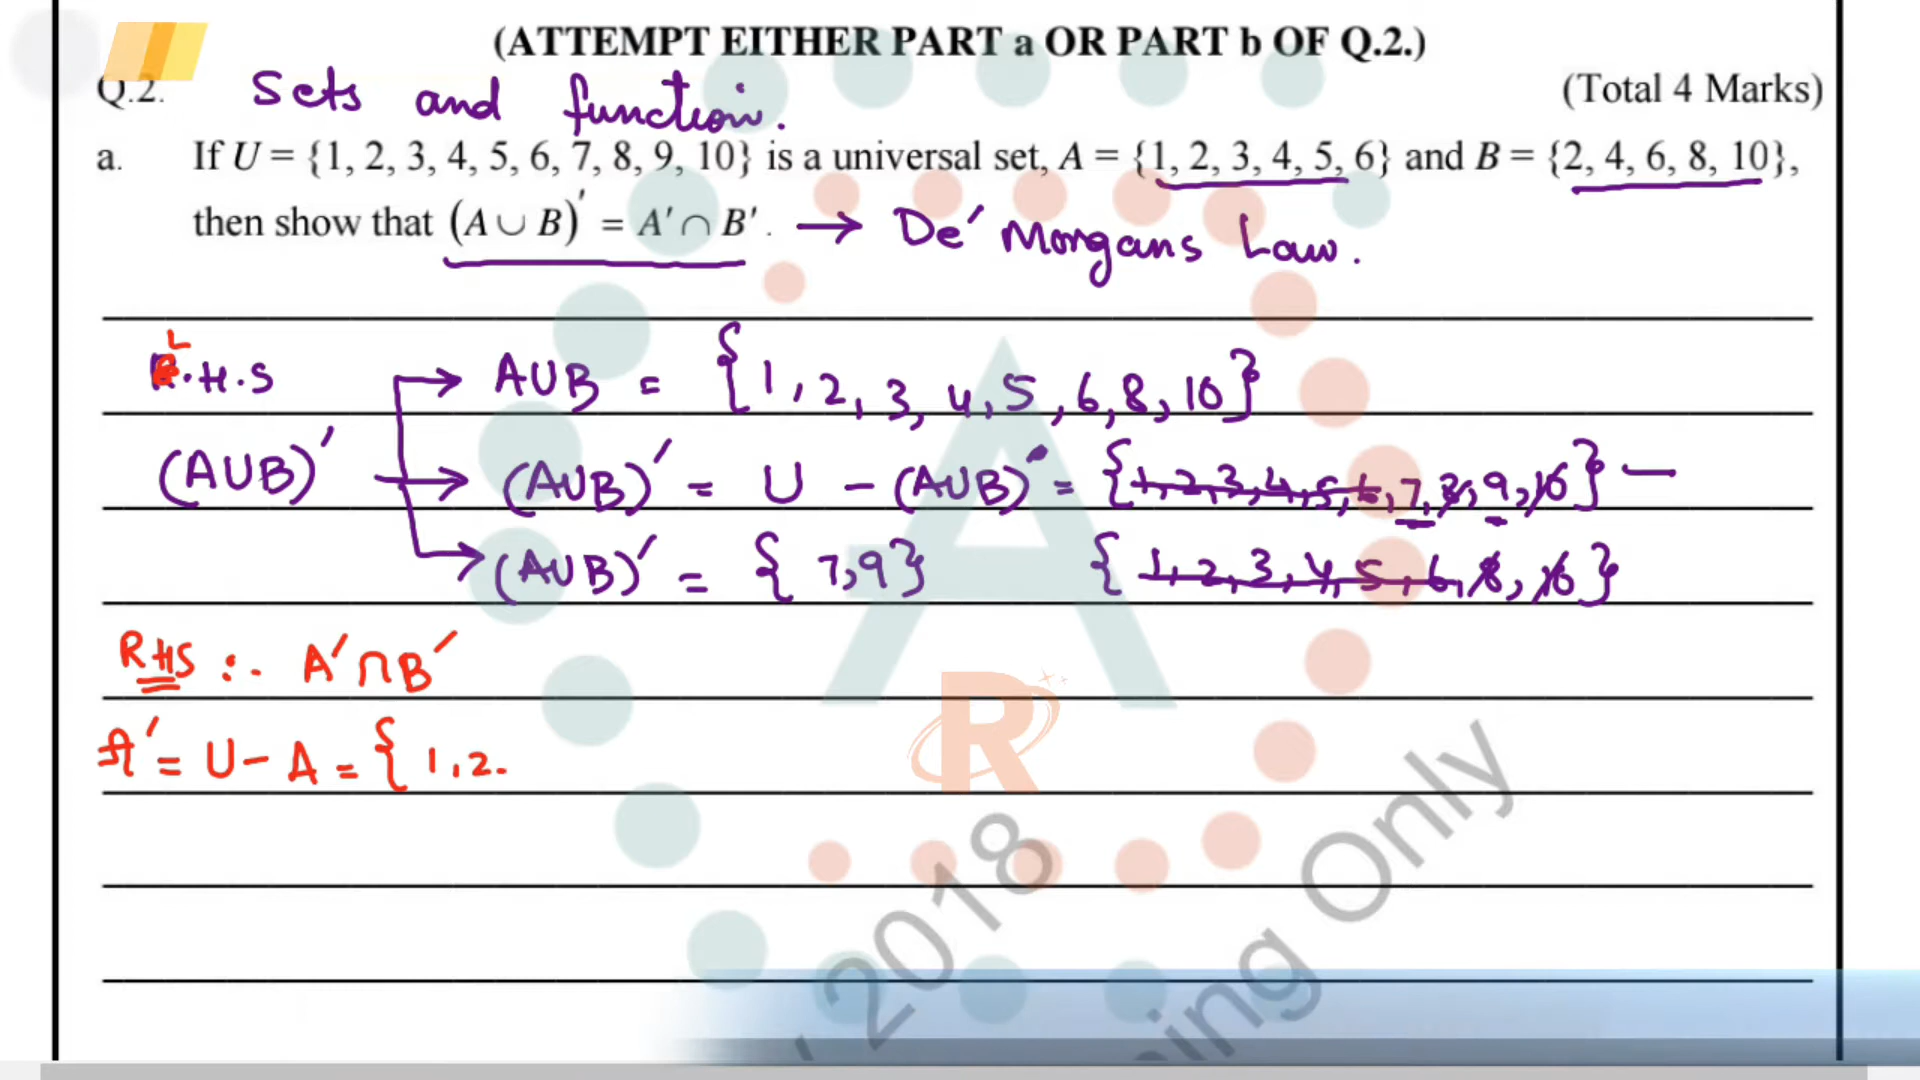 (ATTEMPT EITHER PART a OR PART b OF Q.2.)
Q.2. Sets and function. (Total 4 Marks)
a. If U = {1, 2, 3, 4, 5, 6, 7, 8, 9, 10} is a universal set, A = {1, 2, 3, 4, 5, 6} and B = {2, 4, 6, 8, 10},
then show that (A ∪ B)′ = A′ ∩ B′. → De' Morgans Law.
L.H.S → A∪B = {1, 2, 3, 4, 5, 6, 8, 10}
(A∪B)′ → (A∪B)′ = U - (A∪B) = {1, 2, 3, 4, 5, 6, 7, 8, 9, 10} -
→ (A∪B)′ = {7, 9} {1, 2, 3, 4, 5, 6, 8, 10}
RHS :- A′∩B′
A′ = U - A = { 1, 2.
R
2018
ning Only